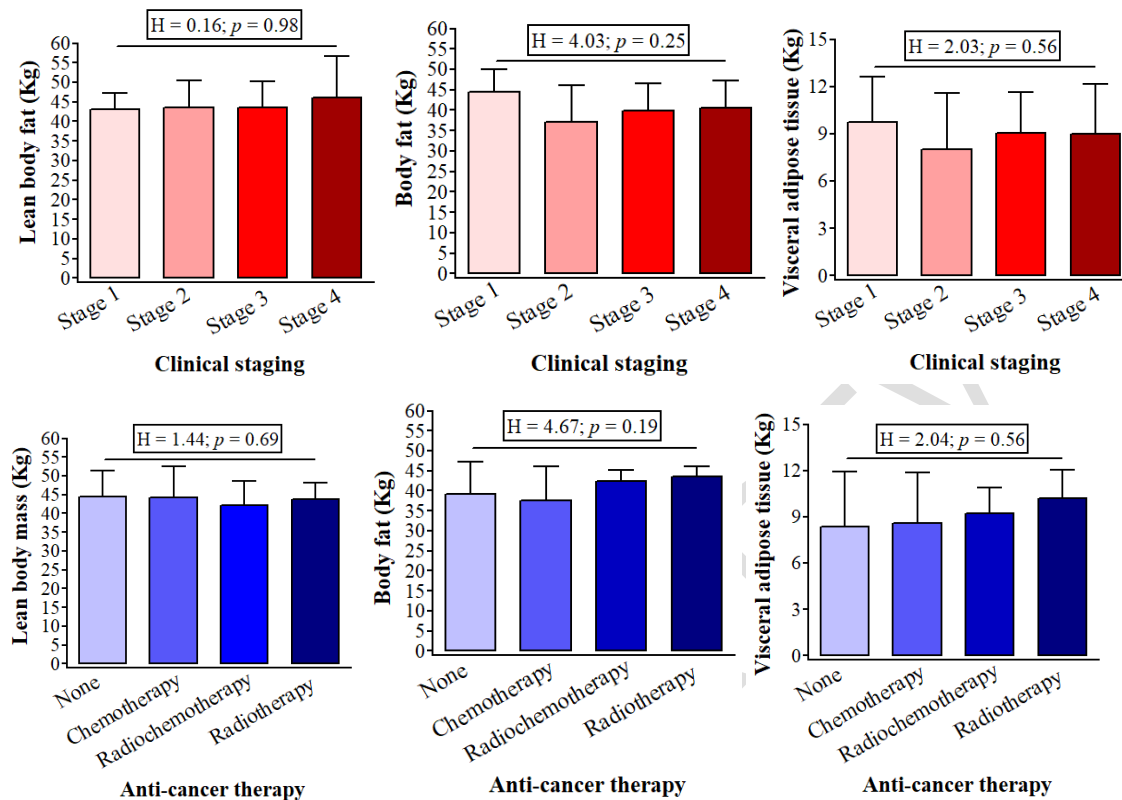 H = 0.16; p = 0.98
Lean body fat (Kg)
60
55
50
45
40
35
30
25
20
15
10
5
0
Stage 1
Stage 2
Stage 3
Stage 4
Clinical staging
H = 4.03; p = 0.25
Body fat (Kg)
60
55
50
45
40
35
30
25
20
15
10
5
0
Stage 1
Stage 2
Stage 3
Stage 4
Clinical staging
H = 2.03; p = 0.56
Visceral adipose tissue (Kg)
15
12
9
6
3
0
Stage 1
Stage 2
Stage 3
Stage 4
Clinical staging
H = 1.44; p = 0.69
Lean body mass (Kg)
60
55
50
45
40
35
30
25
20
15
10
5
0
None
Chemotherapy
Radiochemotherapy
Radiotherapy
Anti-cancer therapy
H = 4.67; p = 0.19
Body fat (Kg)
60
55
50
45
40
35
30
25
20
15
10
5
0
None
Chemotherapy
Radiochemotherapy
Radiotherapy
Anti-cancer therapy
H = 2.04; p = 0.56
Visceral adipose tissue (Kg)
15
12
9
6
3
0
None
Chemotherapy
Radiochemotherapy
Radiotherapy
Anti-cancer therapy